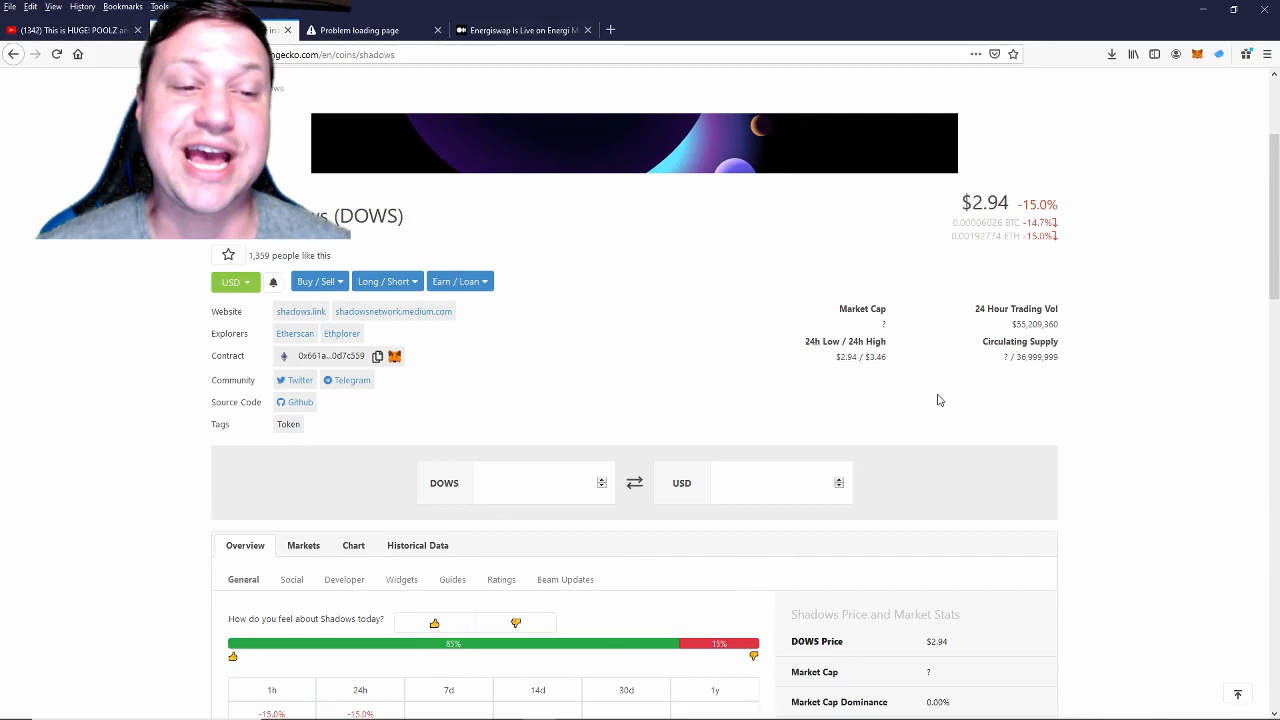 File Edit View History Bookmarks Tools
(1342) This is HUGE! POOLZ and
Problem loading page
Energiswap Is Live on Energi M
ngecko.com/en/coins/shadows
ws
ws (DOWS)
$2.94 -15.0%
0.00006026 BTC -14.7%
0.00192774 ETH -15.0%
1,359 people like this
USD Buy / Sell Long / Short Earn / Loan
Website shadows.link shadowsnetwork.medium.com
Market Cap 24 Hour Trading Vol
? $55,209,360
Explorers Etherscan Ethplorer
24h Low / 24h High Circulating Supply
Contract 0x661a...0d7c559
$2.94 / $3.46 ? / 36,999,999
Community Twitter Telegram
Source Code Github
Tags Token
DOWS USD
Overview Markets Chart Historical Data
General Social Developer Widgets Guides Ratings Beam Updates
How do you feel about Shadows today?
Shadows Price and Market Stats
85% 15%
DOWS Price $2.94
Market Cap ?
1h 24h 7d 14d 30d 1y
Market Cap Dominance 0.00%
-15.0% -15.0%